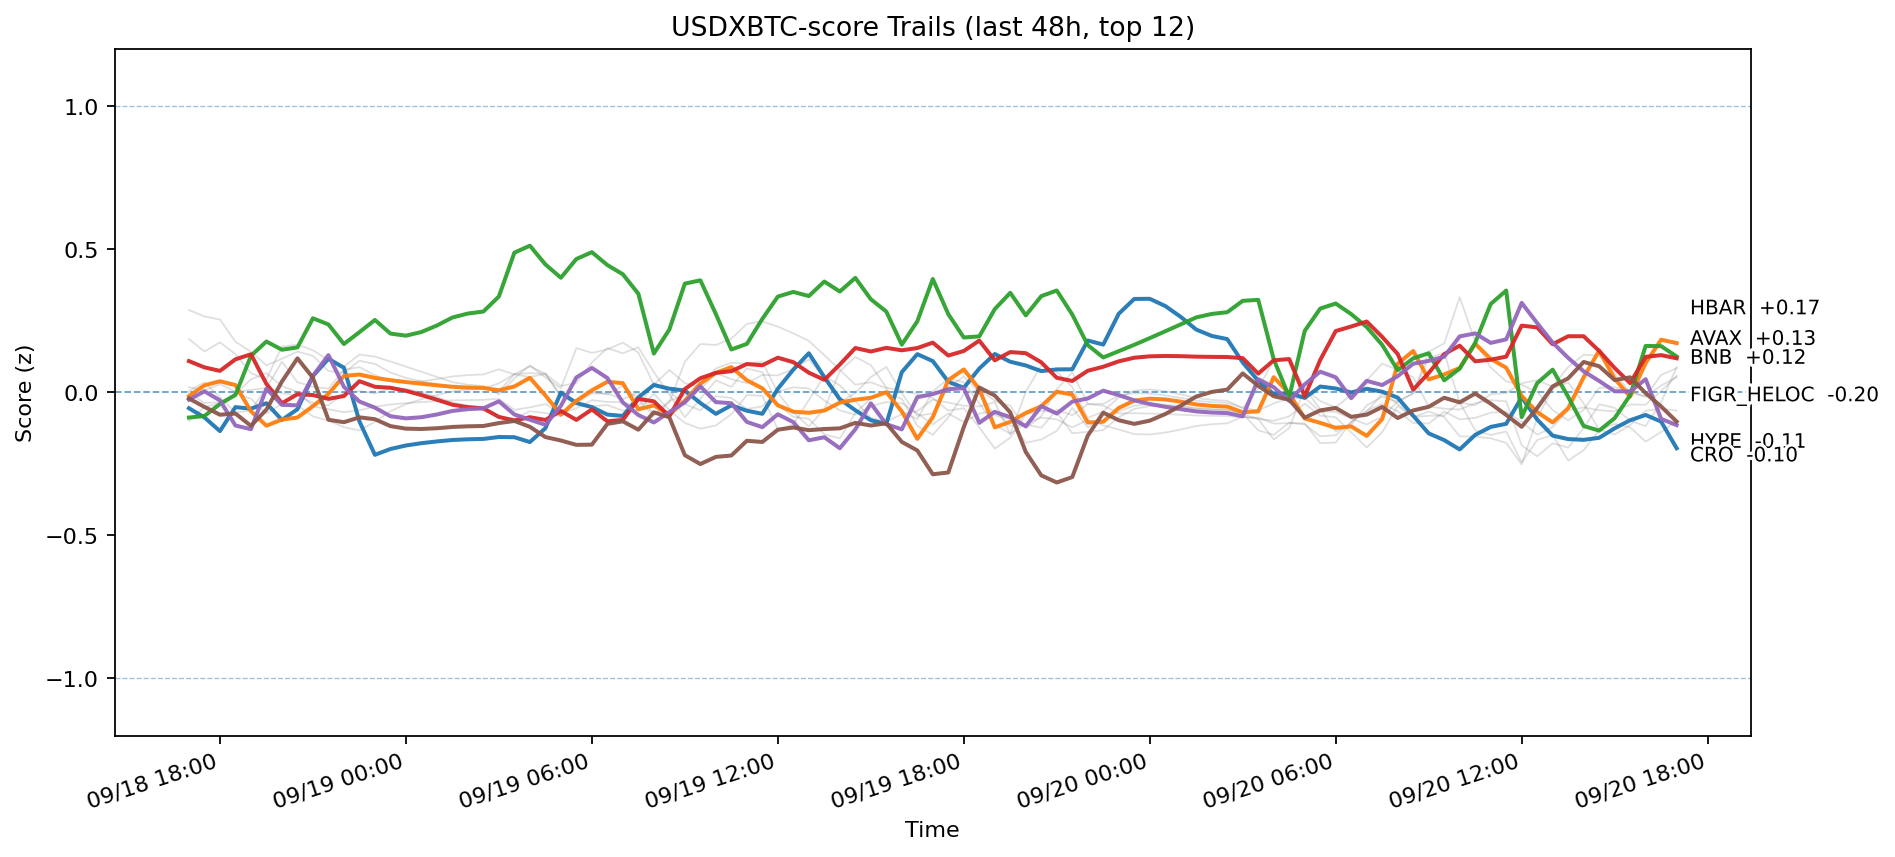 USDXBTC-score Trails (last 48h, top 12)
Score (z)
1.0
0.5
0.0
−0.5
−1.0
HBAR +0.17
AVAX +0.13
BNB +0.12
FIGR_HELOC -0.20
HYPE -0.11
CRO -0.10
09/18 18:00
09/19 00:00
09/19 06:00
09/19 12:00
09/19 18:00
09/20 00:00
09/20 06:00
09/20 12:00
09/20 18:00
Time